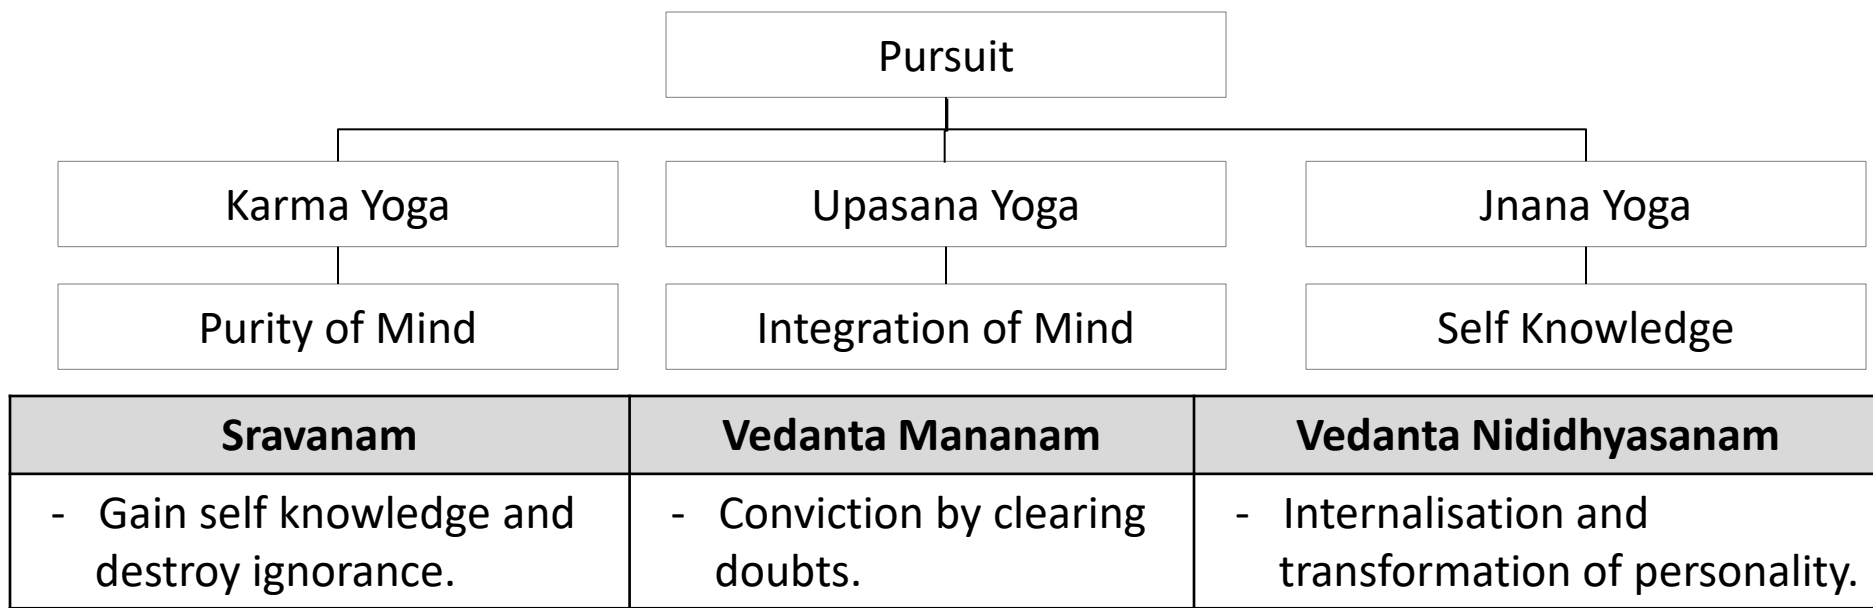 Pursuit
Karma Yoga
Upasana Yoga
Jnana Yoga
Purity of Mind
Integration of Mind
Self Knowledge
Sravanam
Vedanta Mananam
Vedanta Nididhyasanam
- Gain self knowledge and
destroy ignorance.
- Conviction by clearing
doubts.
- Internalisation and
transformation of personality.